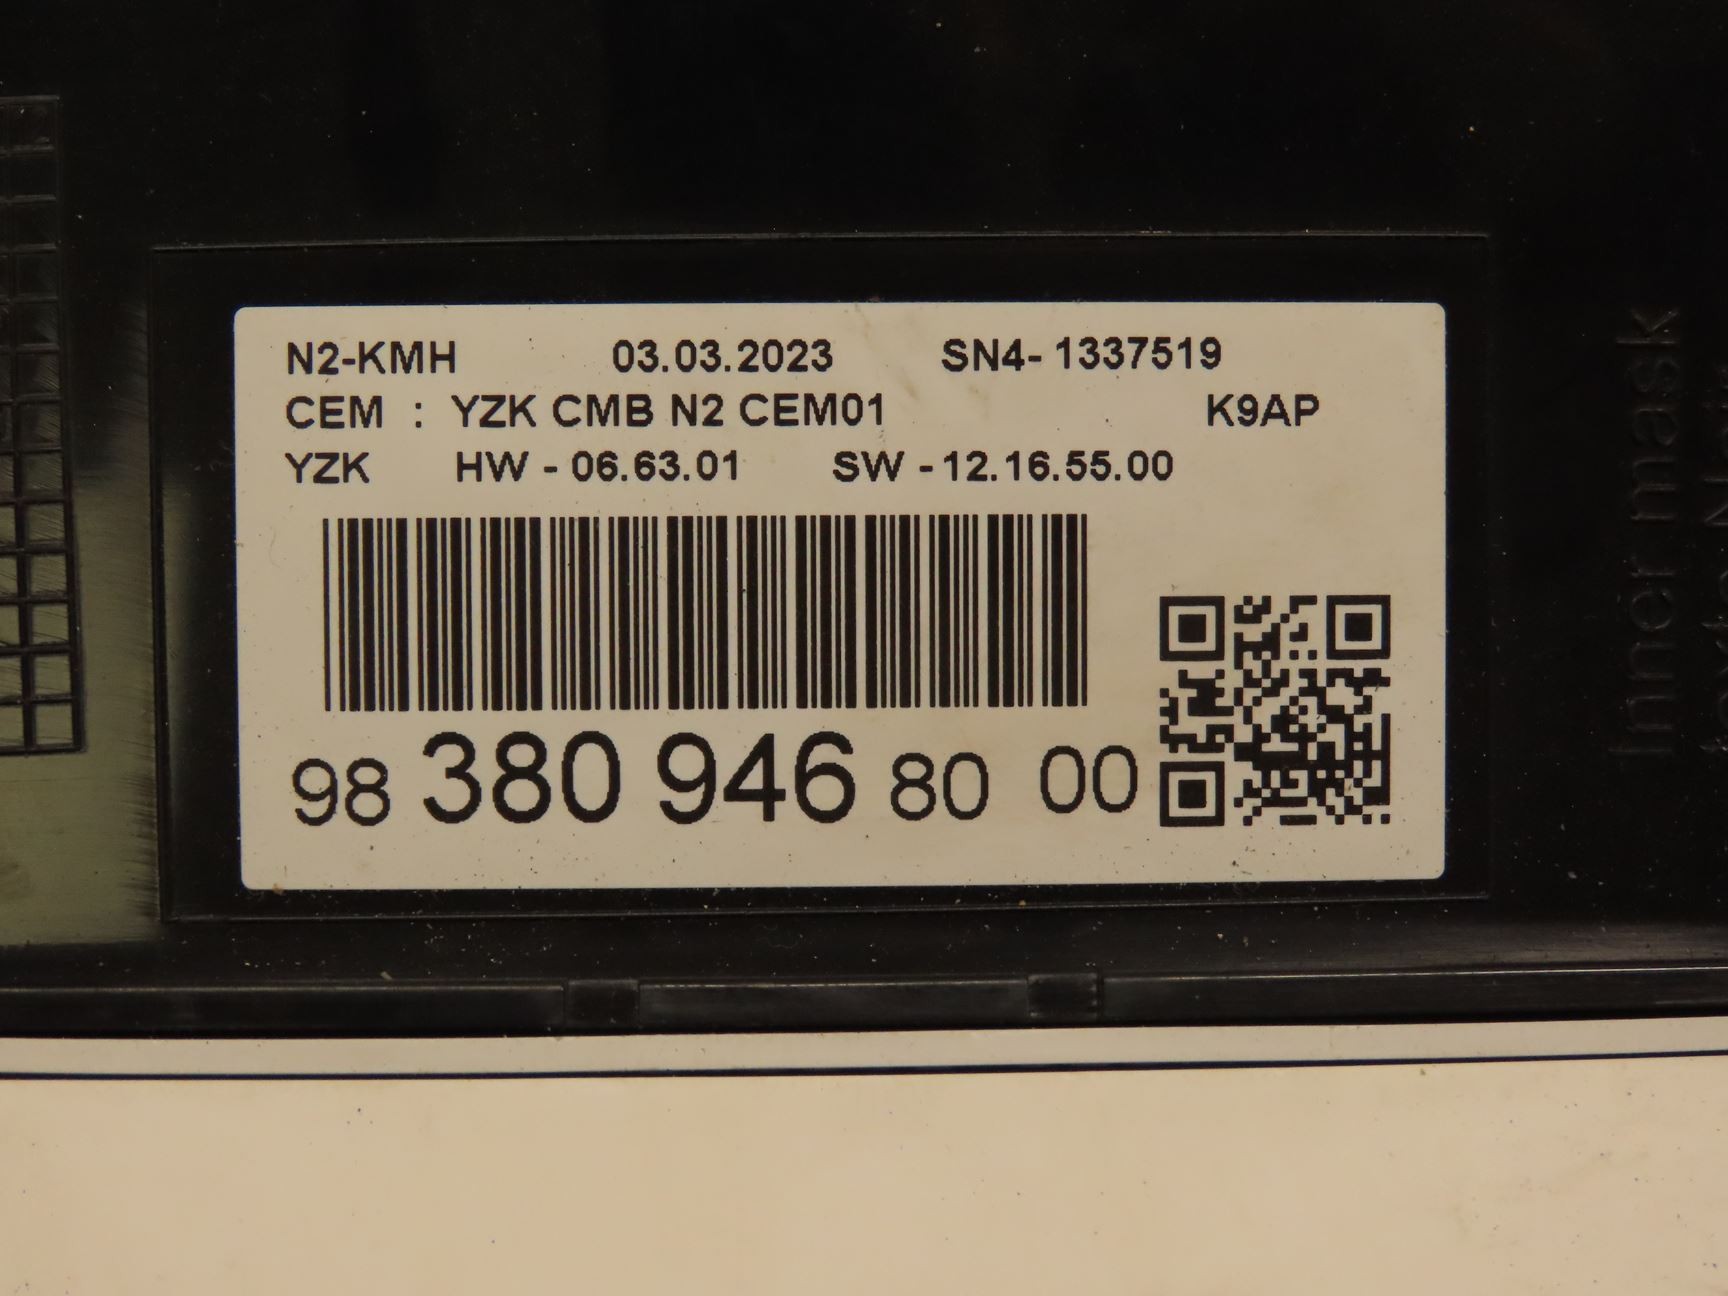 N2-KMH 03.03.2023 SN4- 1337519
CEM : YZK CMB N2 CEM01 K9AP
YZK HW - 06.63.01 SW - 12.16.55.00
98 380 946 80 00
Inner mask